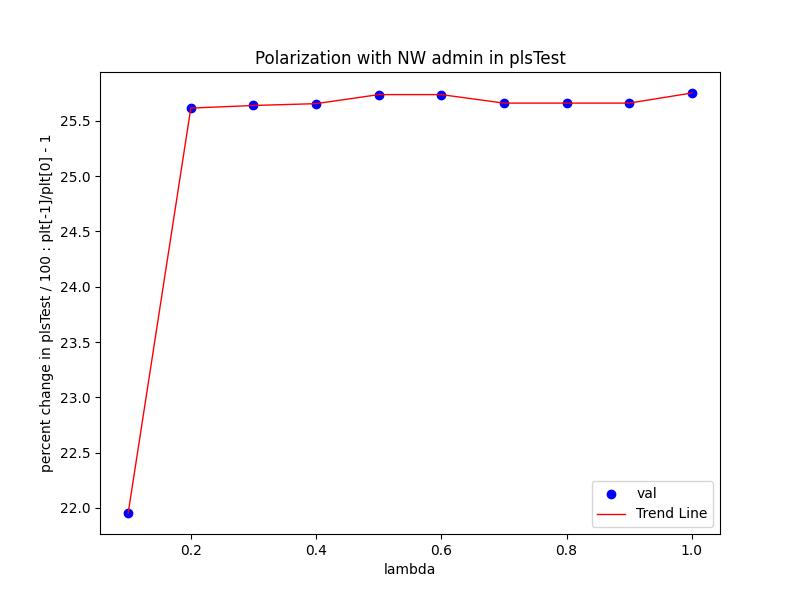 Polarization with NW admin in plsTest
percent change in plsTest / 100 : plt[-1]/plt[0] - 1
25.5
25.0
24.5
24.0
23.5
23.0
22.5
22.0
val
Trend Line
0.2 0.4 0.6 0.8 1.0
lambda